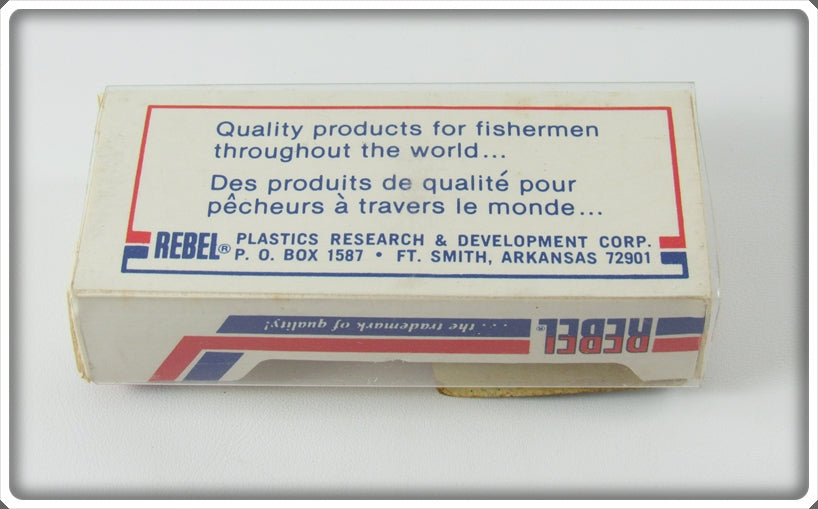 Quality products for fishermen
throughout the world...
Des produits de qualité pour
pêcheurs à travers le monde...
REBEL® PLASTICS RESEARCH & DEVELOPMENT CORP.
P. O. BOX 1587 • FT. SMITH, ARKANSAS 72901
REBEL® ... the trademark of quality!